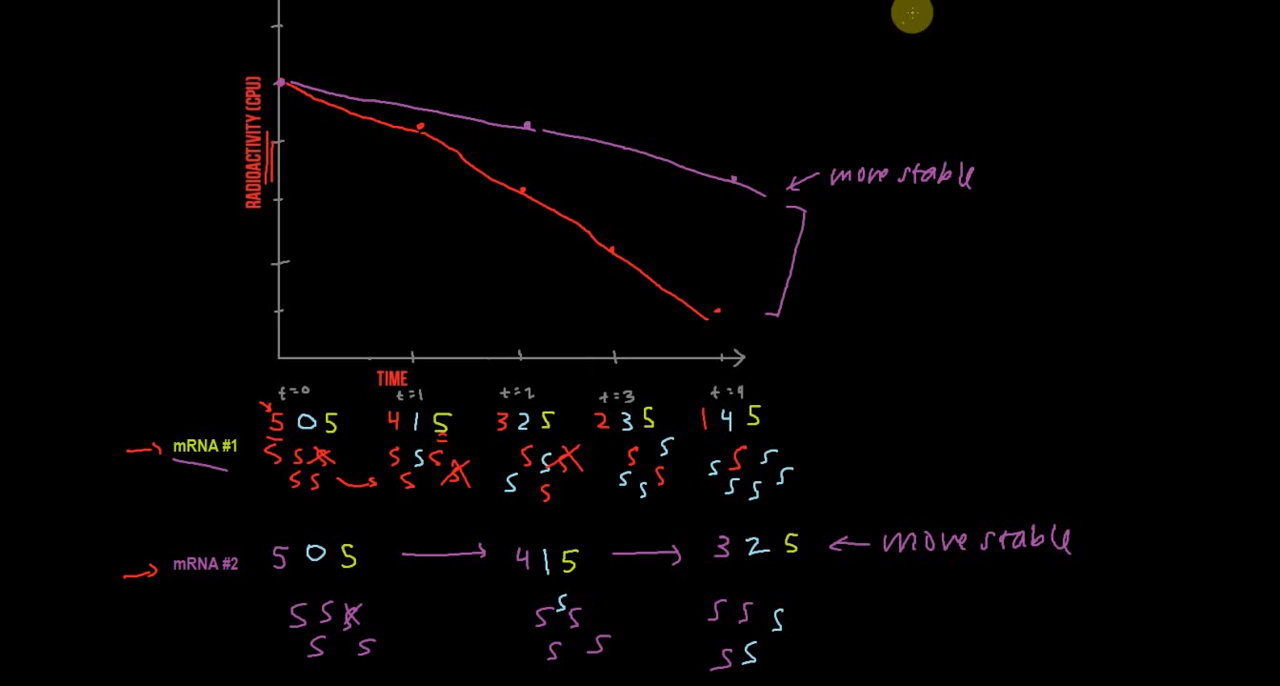 RADIOACTIVITY (CPU)
more stable
TIME
t=0 t=1 t=2 t=3 t=4
5 0 5 4 1 5 3 2 5 2 3 5 1 4 5
mRNA #1
S S S S S S S S S S S S S S
S S S S S S S S S S S S
mRNA #2 5 0 5 4 1 5 3 2 5 more stable
S S S S S S S S S
S S S S S S